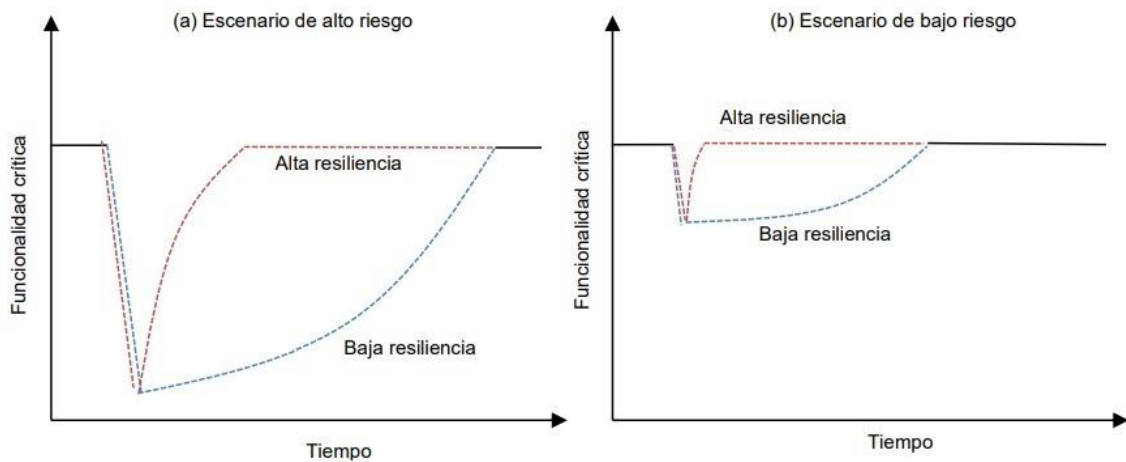 (a) Escenario de alto riesgo
Funcionalidad crítica
Alta resiliencia
Baja resiliencia
Tiempo
(b) Escenario de bajo riesgo
Funcionalidad crítica
Alta resiliencia
Baja resiliencia
Tiempo